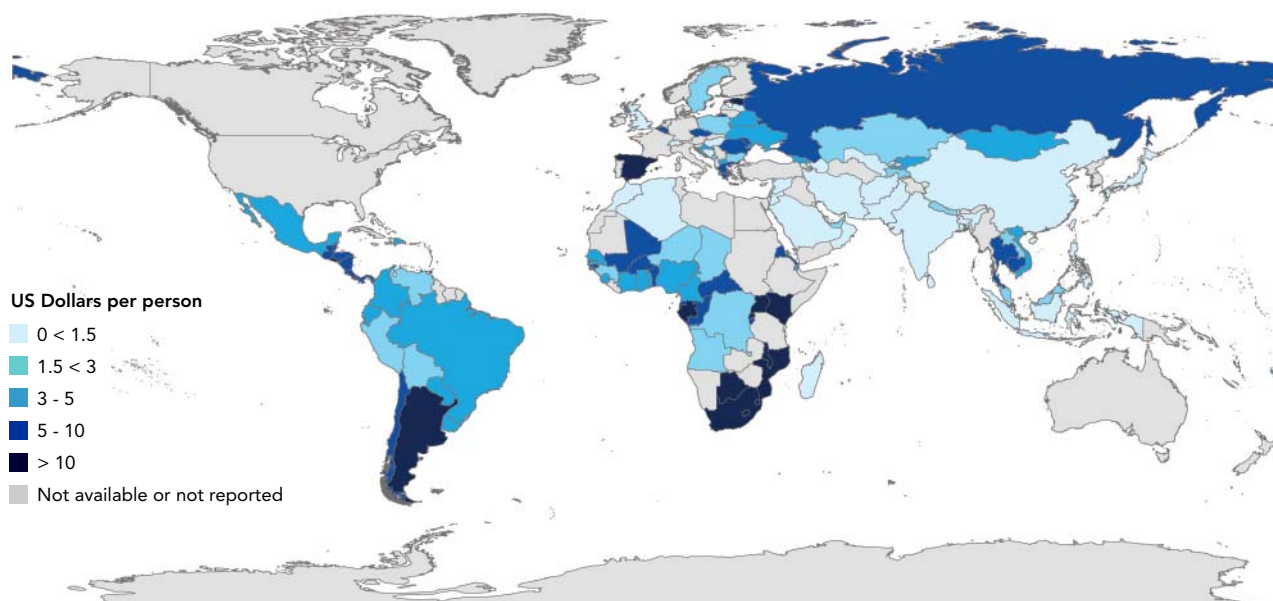 US Dollars per person
0 < 1.5
1.5 < 3
3 - 5
5 - 10
> 10
Not available or not reported